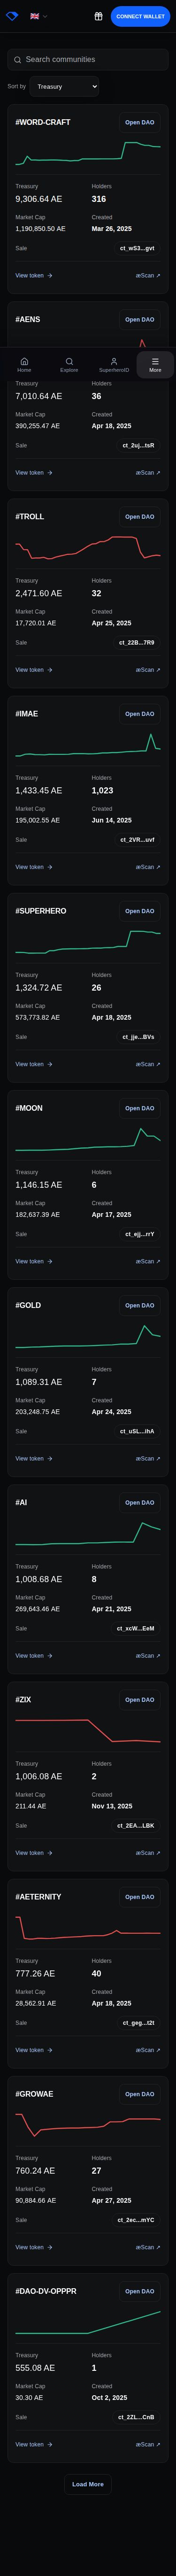 CONNECT WALLET
Search communities
Sort by Treasury
#WORD-CRAFT Open DAO
Treasury Holders
9,306.64 AE 316
Market Cap Created
1,190,850.50 AE Mar 26, 2025
Sale ct_wS3...gvt
View token → æScan ↗
#AENS Open DAO
Home Explore SuperheroID More
Treasury Holders
7,010.64 AE 36
Market Cap Created
390,255.47 AE Apr 18, 2025
Sale ct_2uj...tsR
View token → æScan ↗
#TROLL Open DAO
Treasury Holders
2,471.60 AE 32
Market Cap Created
17,720.01 AE Apr 25, 2025
Sale ct_22B...7R9
View token → æScan ↗
#IMAE Open DAO
Treasury Holders
1,433.45 AE 1,023
Market Cap Created
195,002.55 AE Jun 14, 2025
Sale ct_2VR...uvf
View token → æScan ↗
#SUPERHERO Open DAO
Treasury Holders
1,324.72 AE 26
Market Cap Created
573,773.82 AE Apr 18, 2025
Sale ct_jje...BVs
View token → æScan ↗
#MOON Open DAO
Treasury Holders
1,146.15 AE 6
Market Cap Created
182,637.39 AE Apr 17, 2025
Sale ct_ejj...rrY
View token → æScan ↗
#GOLD Open DAO
Treasury Holders
1,089.31 AE 7
Market Cap Created
203,248.75 AE Apr 24, 2025
Sale ct_uSL...ihA
View token → æScan ↗
#AI Open DAO
Treasury Holders
1,008.68 AE 8
Market Cap Created
269,643.46 AE Apr 21, 2025
Sale ct_xcW...EeM
View token → æScan ↗
#ZIX Open DAO
Treasury Holders
1,006.08 AE 2
Market Cap Created
211.44 AE Nov 13, 2025
Sale ct_2EA...LBK
View token → æScan ↗
#AETERNITY Open DAO
Treasury Holders
777.26 AE 40
Market Cap Created
28,562.91 AE Apr 18, 2025
Sale ct_geg...t2t
View token → æScan ↗
#GROWAE Open DAO
Treasury Holders
760.24 AE 27
Market Cap Created
90,884.66 AE Apr 27, 2025
Sale ct_2ec...mYC
View token → æScan ↗
#DAO-DV-OPPPR Open DAO
Treasury Holders
555.08 AE 1
Market Cap Created
30.30 AE Oct 2, 2025
Sale ct_2ZL...CnB
View token → æScan ↗
Load More